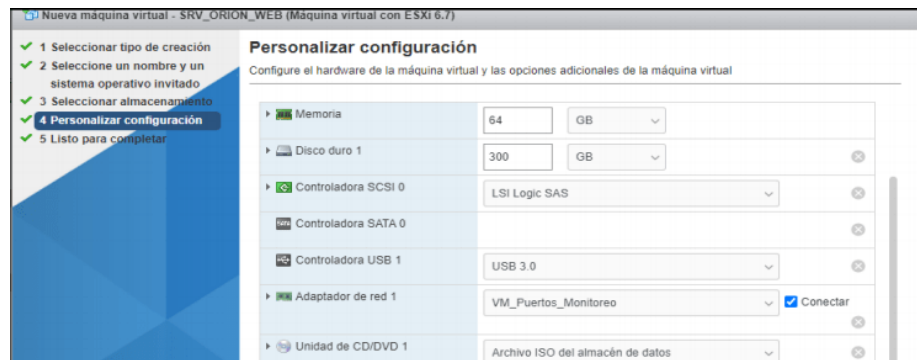 Nueva máquina virtual - SRV_ORION_WEB (Máquina virtual con ESXi 6.7)
1 Seleccionar tipo de creación
2 Seleccione un nombre y un
sistema operativo invitado
3 Seleccionar almacenamiento
4 Personalizar configuración
5 Listo para completar
Personalizar configuración
Configure el hardware de la máquina virtual y las opciones adicionales de la máquina virtual
Memoria 64 GB
Disco duro 1 300 GB
Controladora SCSI 0 LSI Logic SAS
Controladora SATA 0
Controladora USB 1 USB 3.0
Adaptador de red 1 VM_Puertos_Monitoreo Conectar
Unidad de CD/DVD 1 Archivo ISO del almacén de datos